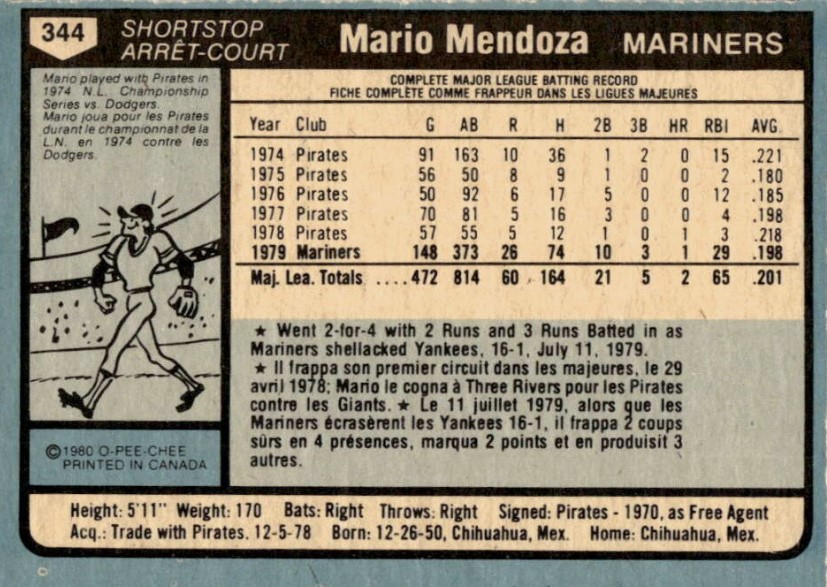 344
SHORTSTOP
ARRÊT-COURT
Mario Mendoza
MARINERS
Mario played with Pirates in
1974 N.L. Championship
Series vs. Dodgers.
Mario joua pour les Pirates
durant le championnat de la
L.N. en 1974 contre les
Dodgers.
©1980 O-PEE-CHEE
PRINTED IN CANADA
COMPLETE MAJOR LEAGUE BATTING RECORD
FICHE COMPLÈTE COMME FRAPPEUR DANS LES LIGUES MAJEURES
Year Club G AB R H 2B 3B HR RBI AVG.
1974 Pirates 91 163 10 36 1 2 0 15 .221
1975 Pirates 56 50 8 9 1 0 0 2 .180
1976 Pirates 50 92 6 17 5 0 0 12 .185
1977 Pirates 70 81 5 16 3 0 0 4 .198
1978 Pirates 57 55 5 12 1 0 1 3 .218
1979 Mariners 148 373 26 74 10 3 1 29 .198
Maj. Lea. Totals ....472 814 60 164 21 5 2 65 .201
★ Went 2-for-4 with 2 Runs and 3 Runs Batted in as
Mariners shellacked Yankees, 16-1, July 11, 1979.
★ Il frappa son premier circuit dans les majeures, le 29
avril 1978; Mario le cogna à Three Rivers pour les Pirates
contre les Giants. ★ Le 11 juillet 1979, alors que les
Mariners écrasèrent les Yankees 16-1, il frappa 2 coups
sûrs en 4 présences, marqua 2 points et en produisit 3
autres.
Height: 5'11" Weight: 170 Bats: Right Throws: Right Signed: Pirates - 1970, as Free Agent
Acq.: Trade with Pirates, 12-5-78 Born: 12-26-50, Chihuahua, Mex. Home: Chihuahua, Mex.